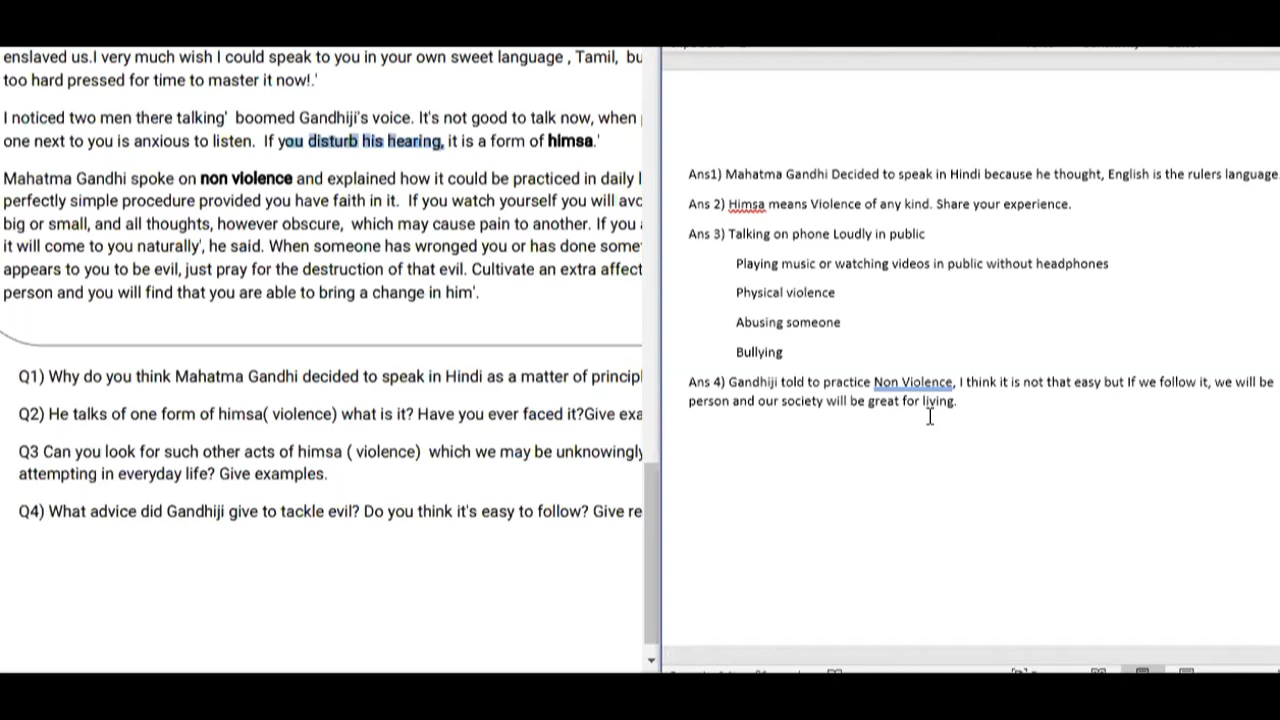 enslaved us.I very much wish I could speak to you in your own sweet language , Tamil,
too hard pressed for time to master it now!.'
I noticed two men there talking' boomed Gandhiji's voice. It's not good to talk now, when
one next to you is anxious to listen. If you disturb his hearing, it is a form of himsa.'
Mahatma Gandhi spoke on non violence and explained how it could be practiced in daily
perfectly simple procedure provided you have faith in it. If you watch yourself you will
big or small, and all thoughts, however obscure, which may cause pain to another. If you
it will come to you naturally', he said. When someone has wronged you or has done
appears to you to be evil, just pray for the destruction of that evil. Cultivate an extra
person and you will find that you are able to bring a change in him'.
Q1) Why do you think Mahatma Gandhi decided to speak in Hindi as a matter of
Q2) He talks of one form of himsa( violence) what is it? Have you ever faced it?Give
Q3 Can you look for such other acts of himsa ( violence) which we may be unknowingly
attempting in everyday life? Give examples.
Q4) What advice did Gandhiji give to tackle evil? Do you think it's easy to follow? Give
Ans1) Mahatma Gandhi Decided to speak in Hindi because he thought, English is the rulers language
Ans 2) Himsa means Violence of any kind. Share your experience.
Ans 3) Talking on phone Loudly in public
Playing music or watching videos in public without headphones
Physical violence
Abusing someone
Bullying
Ans 4) Gandhiji told to practice Non Violence, I think it is not that easy but If we follow it, we will be
person and our society will be great for living.